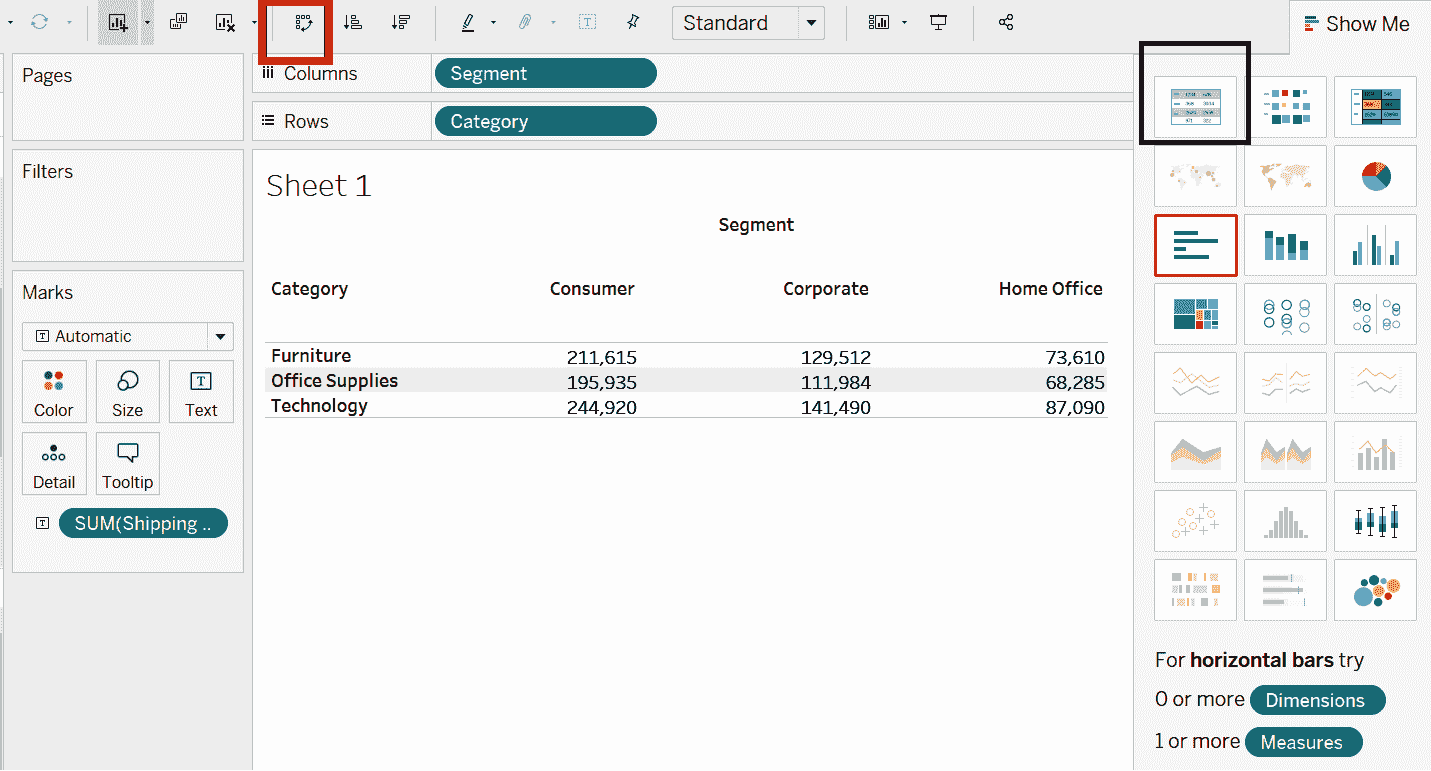 Standard
Show Me
Pages
Columns
Segment
Rows
Category
Filters
Sheet 1
Segment
Category Consumer Corporate Home Office
Furniture 211,615 129,512 73,610
Office Supplies 195,935 111,984 68,285
Technology 244,920 141,490 87,090
Marks
Automatic
Color Size Text
Detail Tooltip
SUM(Shipping ..
For horizontal bars try
0 or more Dimensions
1 or more Measures